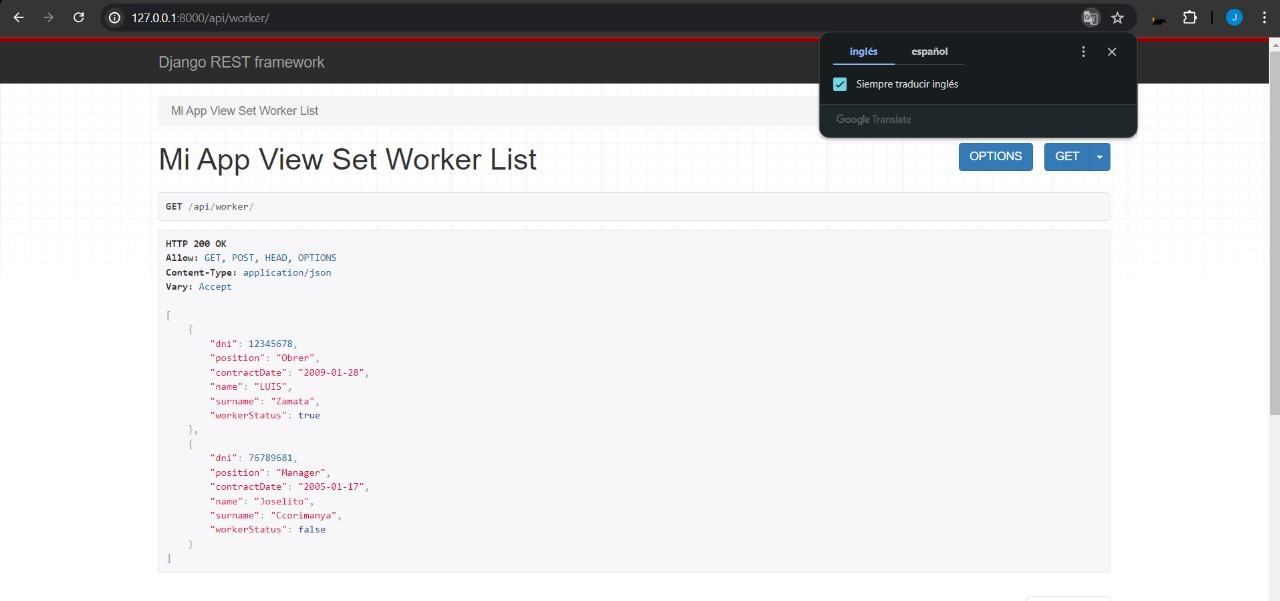 127.0.0.1:8000/api/worker/
J
inglés español
Siempre traducir inglés
Google Translate
Django REST framework
Mi App View Set Worker List
Mi App View Set Worker List
OPTIONS GET
GET /api/worker/
HTTP 200 OK
Allow: GET, POST, HEAD, OPTIONS
Content-Type: application/json
Vary: Accept
[
{
"dni": 12345678,
"position": "Obrer",
"contractDate": "2009-01-28",
"name": "LUIS",
"surname": "Zamata",
"workerStatus": true
},
{
"dni": 76789681,
"position": "Manager",
"contractDate": "2005-01-17",
"name": "Joselito",
"surname": "Ccorimanya",
"workerStatus": false
}
]